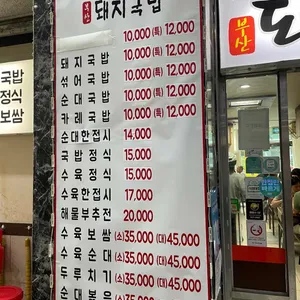 부산 돼지국밥
10,000 (특) 12,000
돼지국밥 10,000 (특) 12,000
섞어국밥 10,000 (특) 12,000
순대국밥 10,000 (특) 12,000
카레국밥 10,000 (특) 12,000
순대한접시 14,000
국밥정식 15,000
수육정식 15,000
수육한접시 17,000
해물부추전 20,000
수육보쌈 (소)35,000 (대)45,000
수육순대 (소)35,000 (대)45,000
두루치기 (소)35,000 (대)45,000
순대볶음
국밥
정식
보쌈
부산